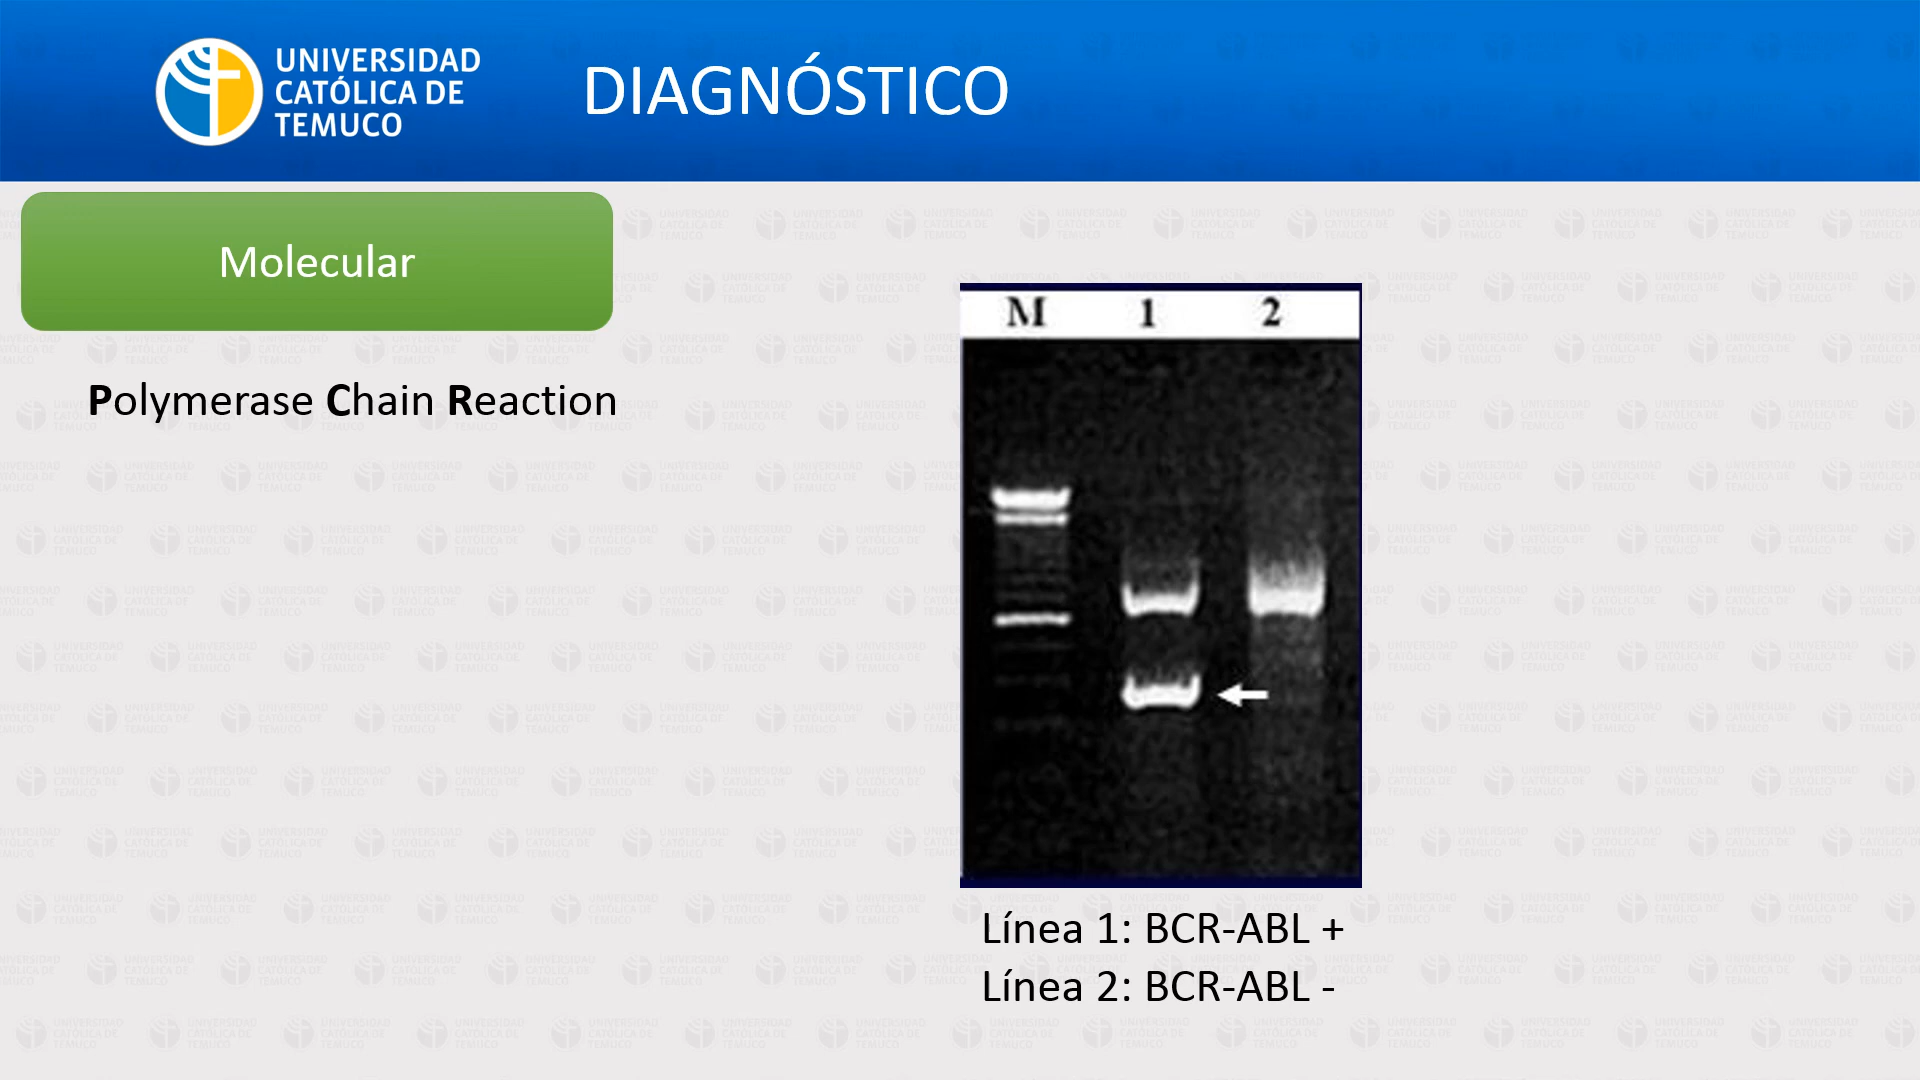 UNIVERSIDAD
CATÓLICA DE
TEMUCO
DIAGNÓSTICO
Molecular
Polymerase Chain Reaction
M 1 2
Línea 1: BCR-ABL +
Línea 2: BCR-ABL -